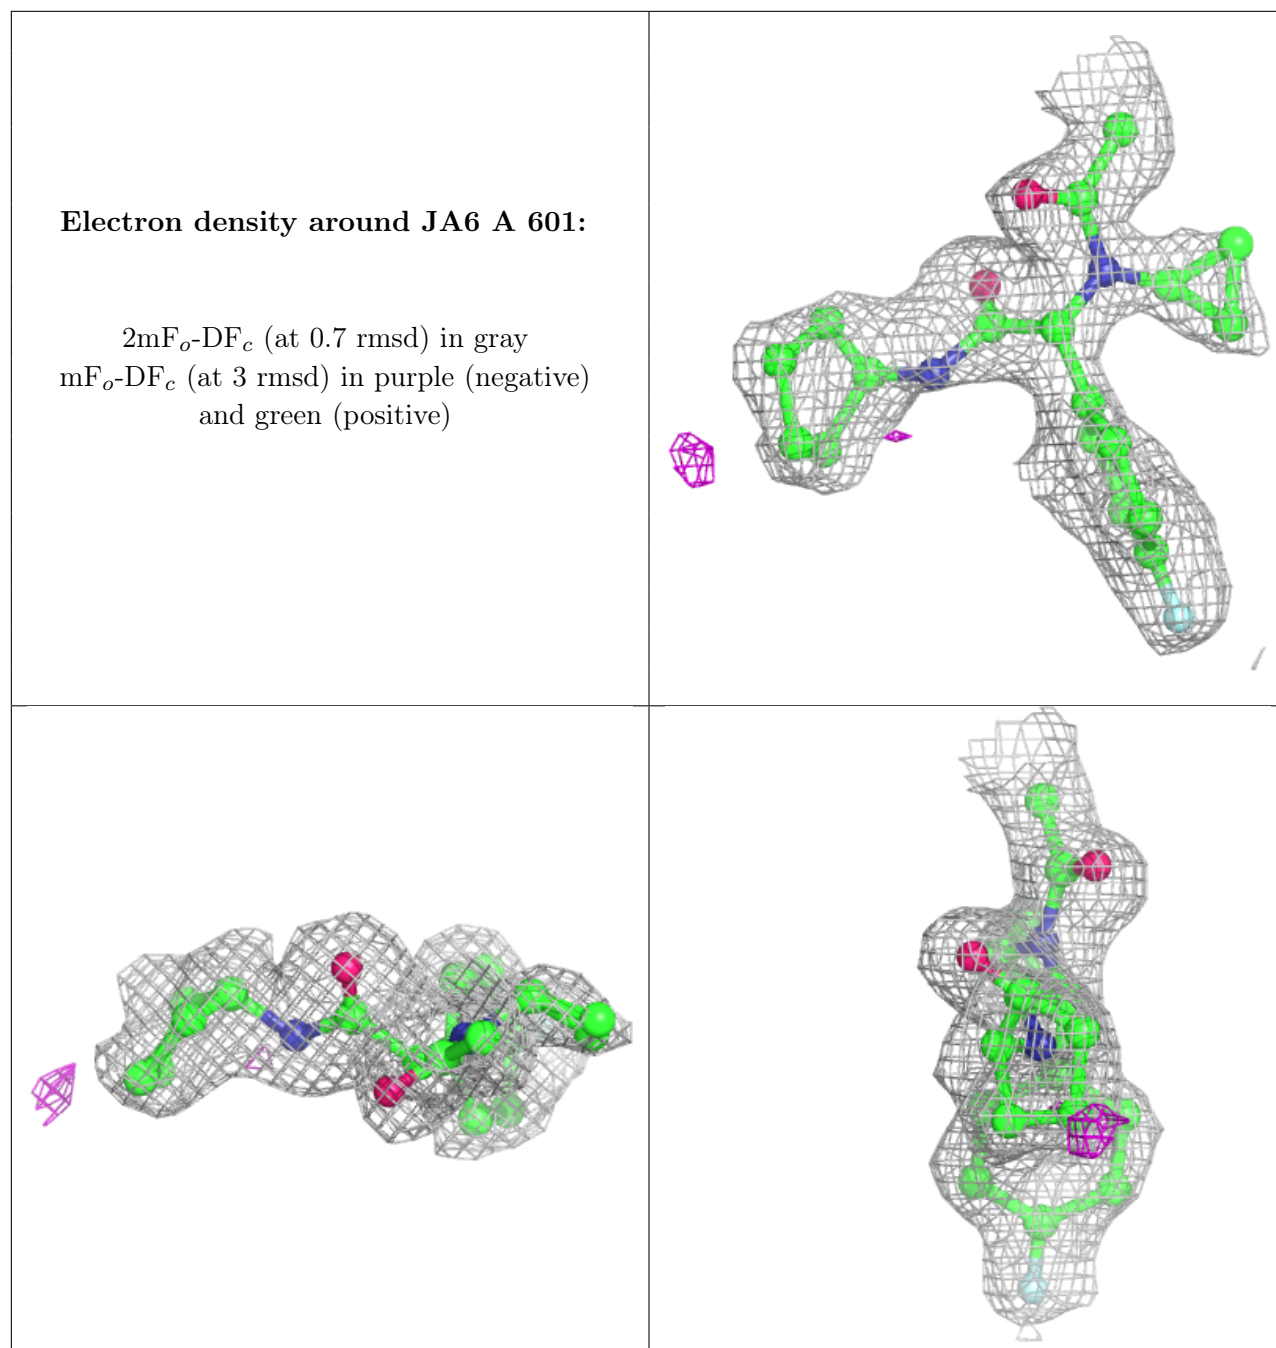 Electron density around JA6 A 601:
2mFo-DFc (at 0.7 rmsd) in gray
mFo-DFc (at 3 rmsd) in purple (negative)
and green (positive)